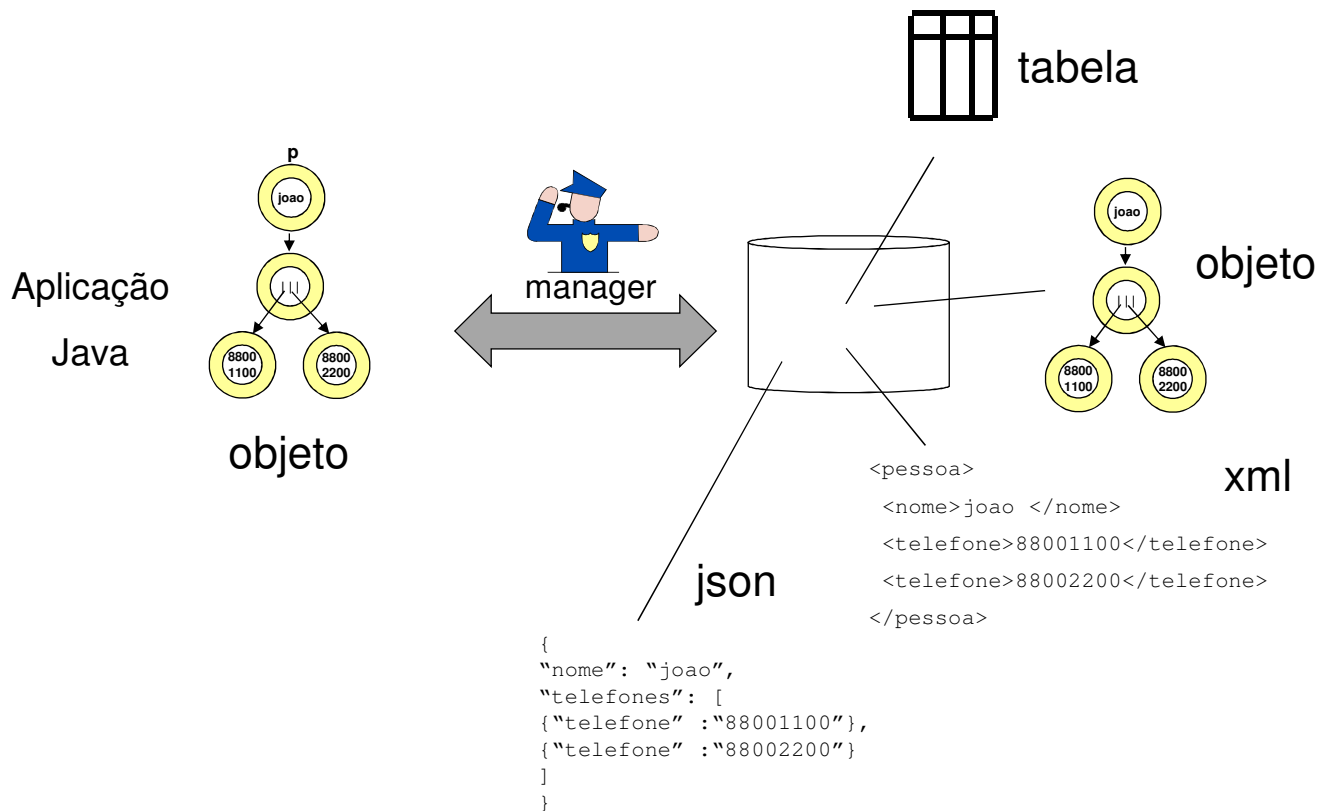 tabela
p
joao
Aplicação
Java
8800
1100
8800
2200
objeto
manager
joao
objeto
8800
1100
8800
2200
xml
<pessoa>
<nome>joao </nome>
<telefone>88001100</telefone>
<telefone>88002200</telefone>
</pessoa>
json
{
“nome”: “joao”,
“telefones”: [
{“telefone” :“88001100”},
{“telefone” :“88002200”}
]
}